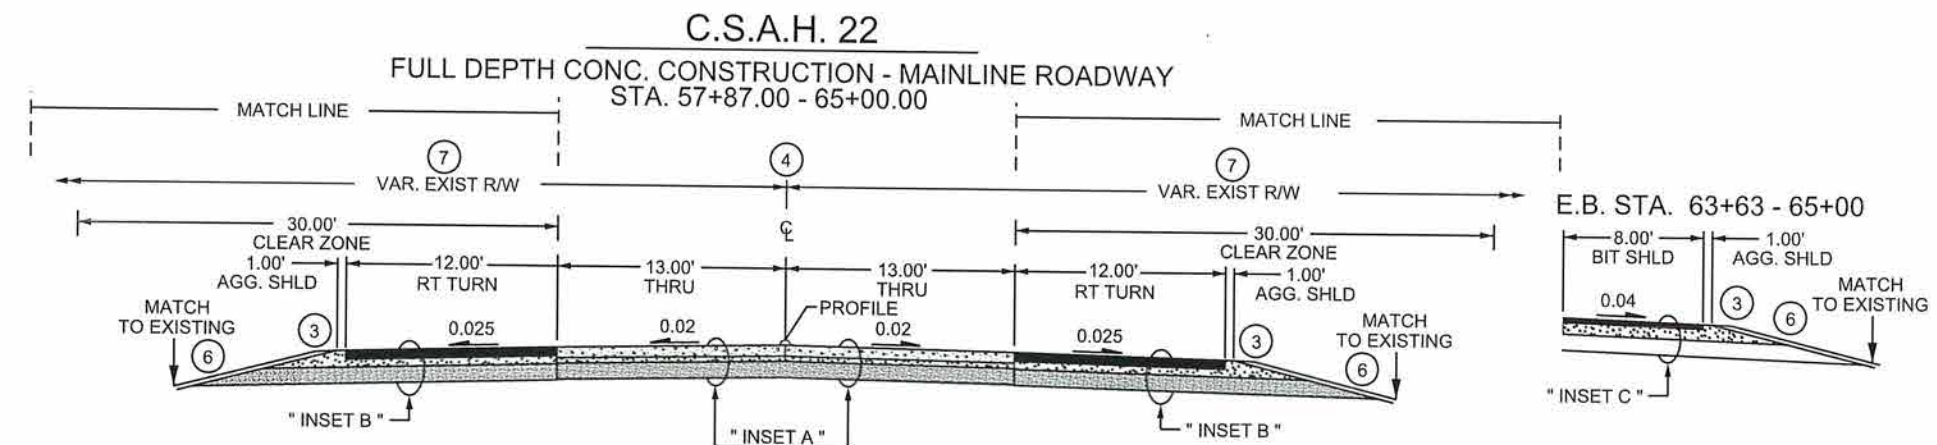 C.S.A.H. 22
FULL DEPTH CONC. CONSTRUCTION - MAINLINE ROADWAY
STA. 57+87.00 - 65+00.00
MATCH LINE
MATCH LINE
7
4
7
VAR. EXIST R/W
VAR. EXIST R/W
E.B. STA. 63+63 - 65+00
30.00'
CLEAR ZONE
℄
30.00'
CLEAR ZONE
8.00'
BIT SHLD
1.00'
AGG. SHLD
1.00'
AGG. SHLD
12.00'
RT TURN
13.00'
THRU
13.00'
THRU
12.00'
RT TURN
1.00'
AGG. SHLD
MATCH
TO EXISTING
PROFILE
MATCH
TO EXISTING
MATCH
TO EXISTING
3
6
0.025
0.02
0.02
0.025
3
6
0.04
3
6
" INSET B "
" INSET A "
" INSET B "
" INSET C "